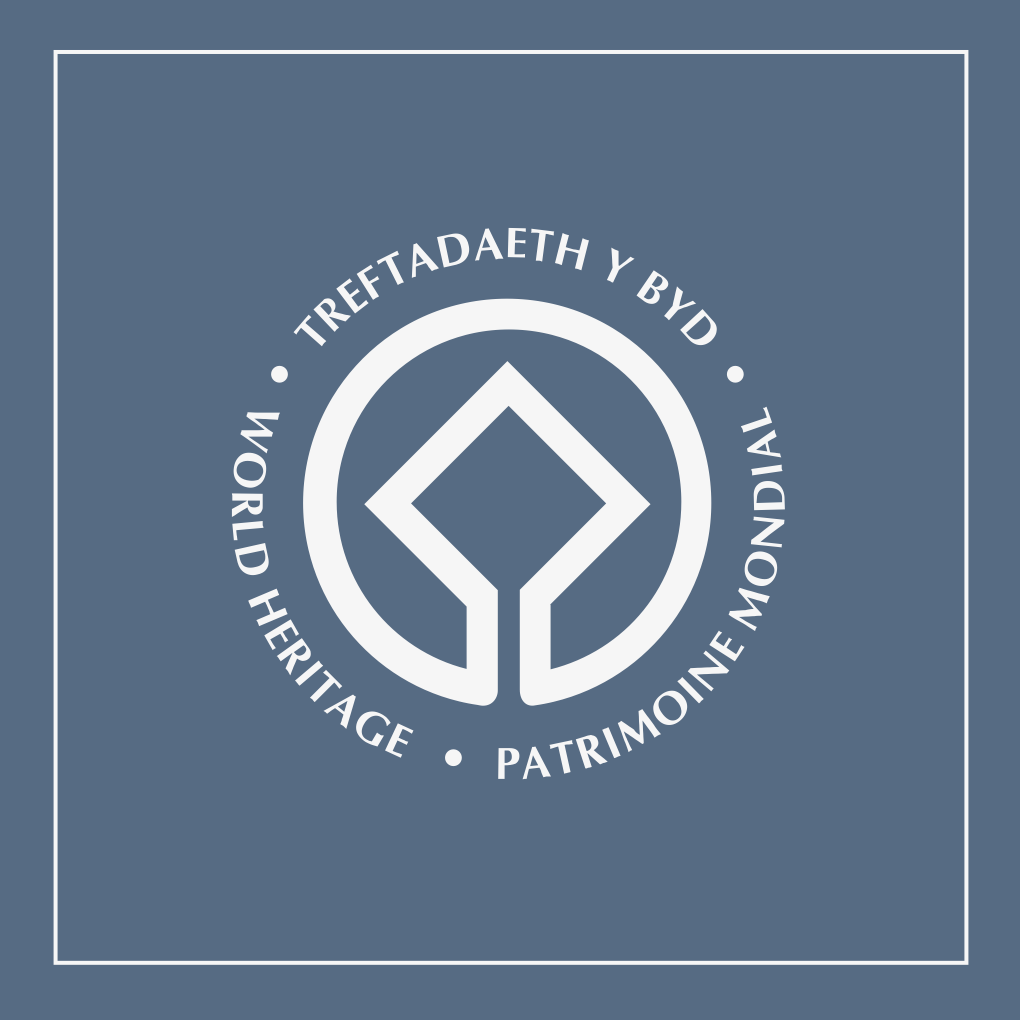 TREFTADAETH Y BYD
WORLD HERITAGE
PATRIMOINE MONDIAL